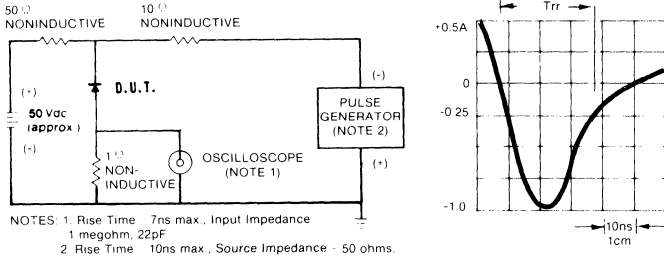 50 Ω
NONINDUCTIVE
10 Ω
NONINDUCTIVE
(+)
50 Vdc
(approx)
(-)
D.U.T.
1 Ω
NON-
INDUCTIVE
OSCILLOSCOPE
(NOTE 1)
(-)
PULSE
GENERATOR
(NOTE 2)
(+)
NOTES: 1. Rise Time 7ns max., Input Impedance
1 megohm, 22pF
2 Rise Time 10ns max., Source Impedance - 50 ohms.
Trr
+0.5A
0
-0.25
-1.0
10ns
1cm